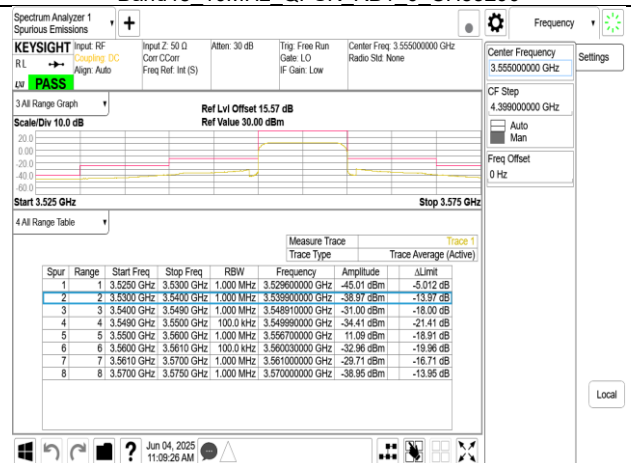 Spectrum Analyzer 1
Spurious Emissions
Frequency
KEYSIGHT
RL
LXI
PASS
Input: RF
Coupling: DC
Align: Auto
Input Z: 50 Ω
Corr CCorr
Freq Ref: Int (S)
Atten: 30 dB
Trig: Free Run
Gate: LO
IF Gain: Low
Center Freq: 3.555000000 GHz
Radio Std: None
Center Frequency
3.555000000 GHz
Settings
CF Step
4.399000000 GHz
Auto
Man
Freq Offset
0 Hz
3 All Range Graph
Scale/Div 10.0 dB
Ref Lvl Offset 15.57 dB
Ref Value 30.00 dBm
20.0
0.00
-20.0
-40.0
-60.0
Start 3.525 GHz
Stop 3.575 GHz
4 All Range Table
Measure Trace Trace 1
Trace Type Trace Average (Active)
Spur Range Start Freq Stop Freq RBW Frequency Amplitude ΔLimit
1 1 3.5250 GHz 3.5300 GHz 1.000 MHz 3.529600000 GHz -45.01 dBm -5.012 dB
2 2 3.5300 GHz 3.5400 GHz 1.000 MHz 3.539900000 GHz -38.97 dBm -13.97 dB
3 3 3.5400 GHz 3.5490 GHz 1.000 MHz 3.548910000 GHz -31.00 dBm -18.00 dB
4 4 3.5490 GHz 3.5500 GHz 100.0 kHz 3.549990000 GHz -34.41 dBm -21.41 dB
5 5 3.5500 GHz 3.5600 GHz 1.000 MHz 3.556700000 GHz 11.09 dBm -18.91 dB
6 6 3.5600 GHz 3.5610 GHz 100.0 kHz 3.560030000 GHz -32.96 dBm -19.96 dB
7 7 3.5610 GHz 3.5700 GHz 1.000 MHz 3.561000000 GHz -29.71 dBm -16.71 dB
8 8 3.5700 GHz 3.5750 GHz 1.000 MHz 3.570000000 GHz -38.95 dBm -13.95 dB
Local
Jun 04, 2025
11:09:26 AM